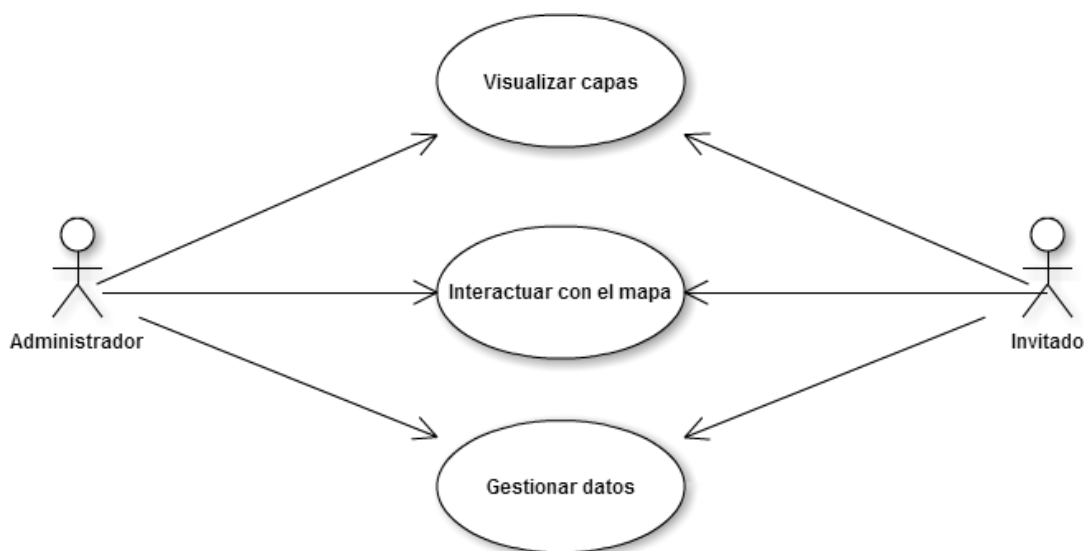 Visualizar capas
Interactuar con el mapa
Administrador
Invitado
Gestionar datos